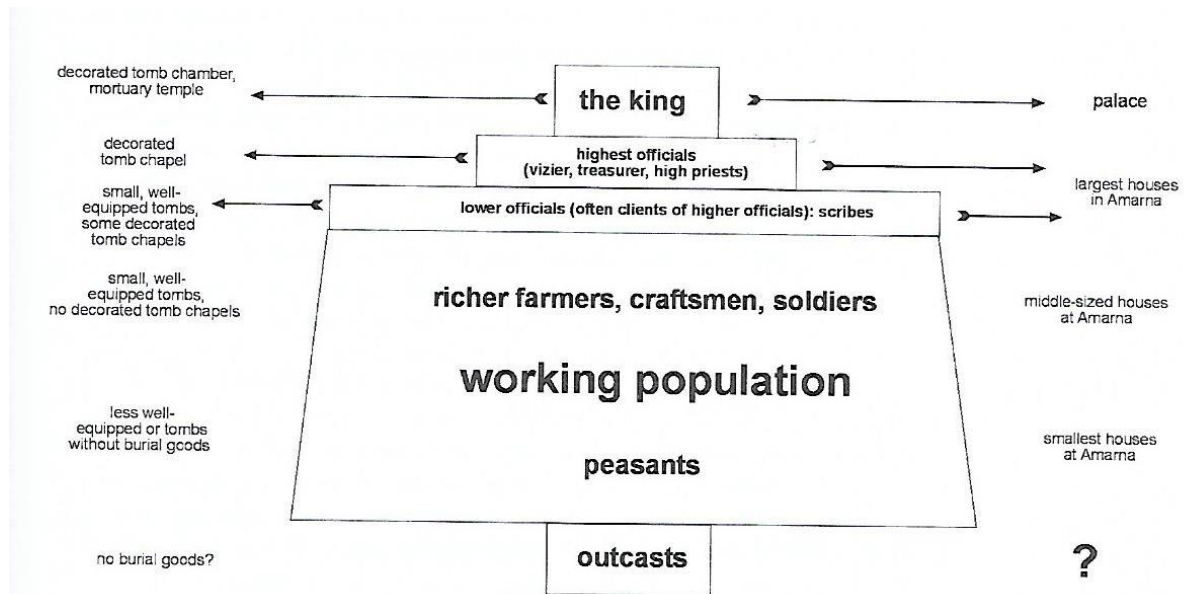 decorated tomb chamber,
mortuary temple
the king
palace
decorated
tomb chapel
highest officials
(vizier, treasurer, high priests)
largest houses
in Amarna
small, well-
equipped tombs,
some decorated
tomb chapels
lower officials (often clients of higher officials): scribes
small, well-
equipped tombs,
no decorated tomb chapels
richer farmers, craftsmen, soldiers
middle-sized houses
at Amarna
working population
less well-
equipped or tombs
without burial goods
peasants
smallest houses
at Amarna
no burial goods?
outcasts
?